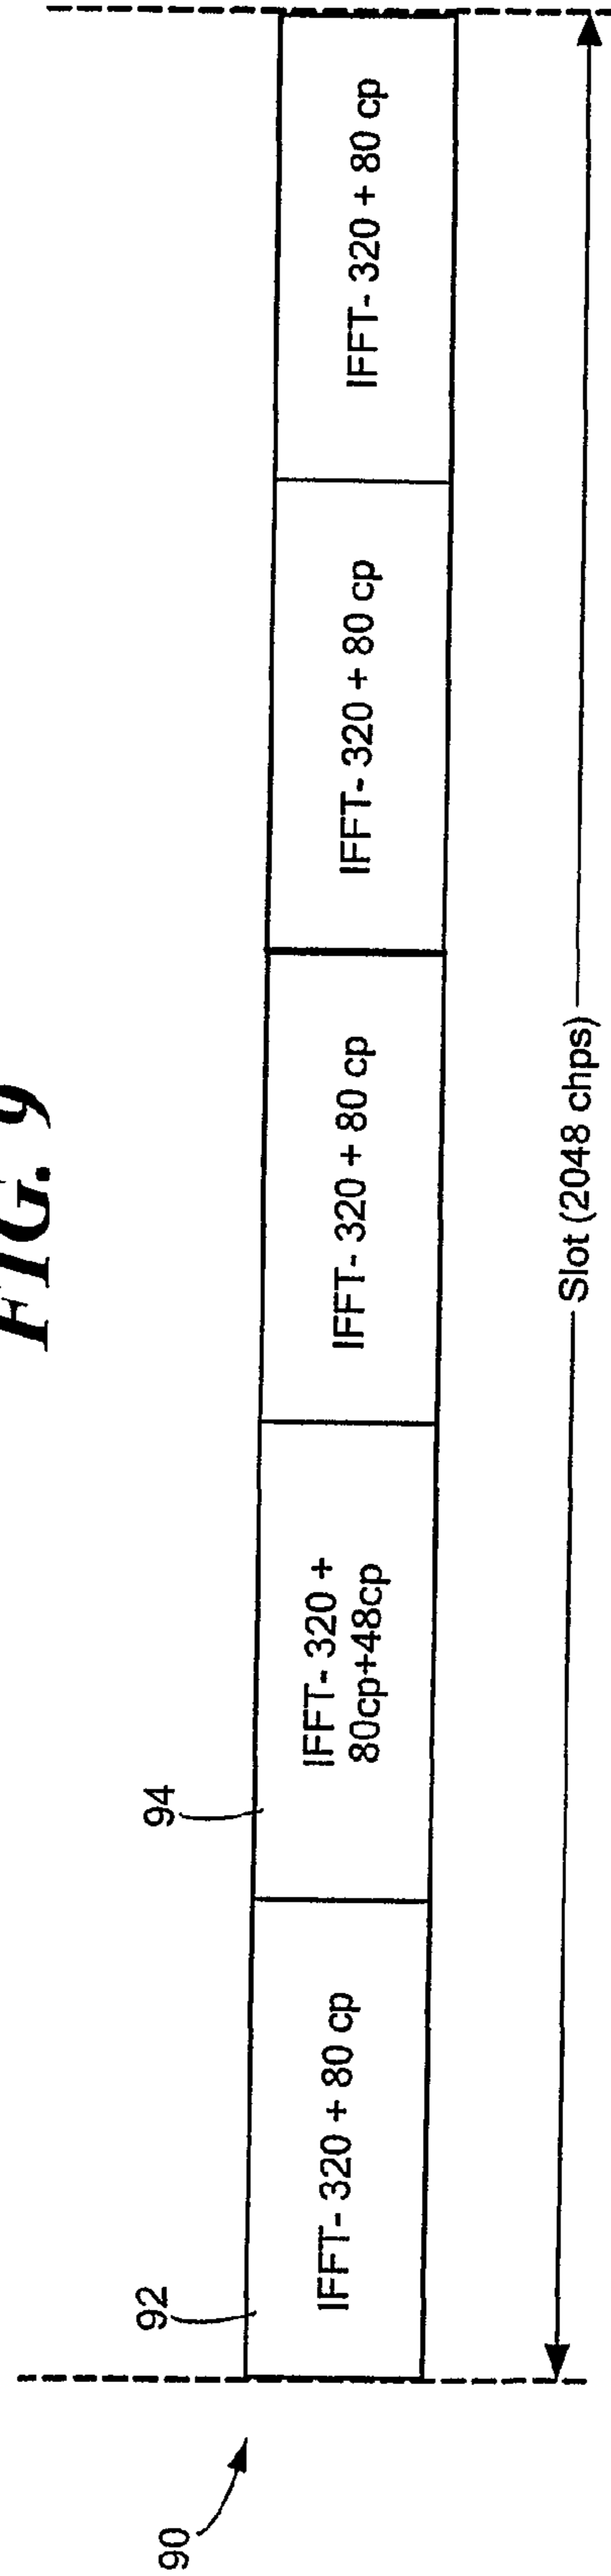 FIG. 9
90
92
94
IFFT- 320 + 80 cp
IFFT- 320 +
80cp+48cp
IFFT- 320 + 80 cp
IFFT- 320 + 80 cp
IFFT- 320 + 80 cp
Slot (2048 chps)